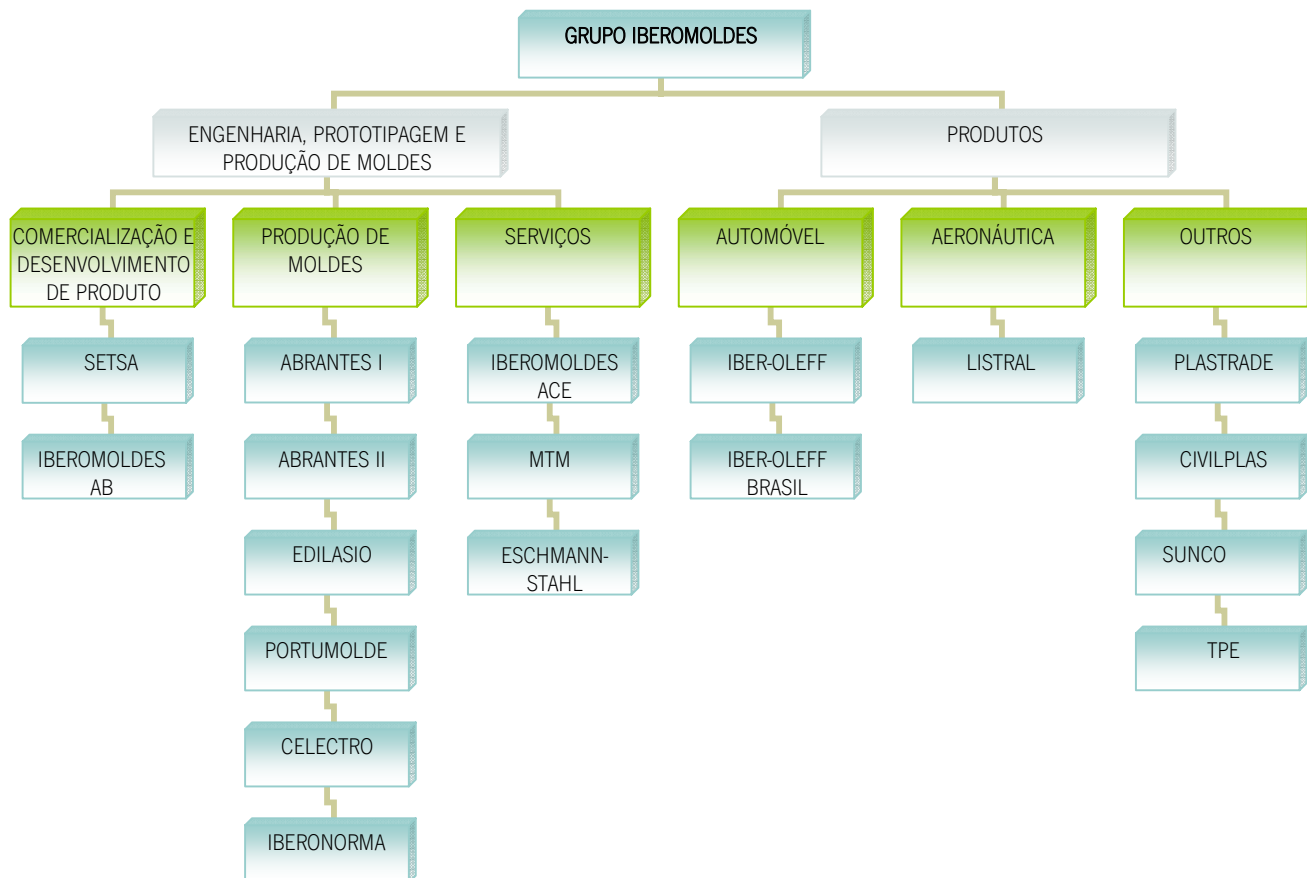 GRUPO IBEROMOLDES
ENGENHARIA, PROTOTIPAGEM E
PRODUÇÃO DE MOLDES
PRODUTOS
COMERCIALIZAÇÃO E
DESENVOLVIMENTO
DE PRODUTO
PRODUÇÃO DE
MOLDES
SERVIÇOS
AUTOMÓVEL
AERONÁUTICA
OUTROS
SETSA
IBEROMOLDES
AB
ABRANTES I
ABRANTES II
EDILASIO
PORTUMOLDE
CELECTRO
IBERONORMA
IBEROMOLDES
ACE
MTM
ESCHMANN-
STAHL
IBER-OLEFF
IBER-OLEFF
BRASIL
LISTRAL
PLASTRADE
CIVILPLAS
SUNCO
TPE